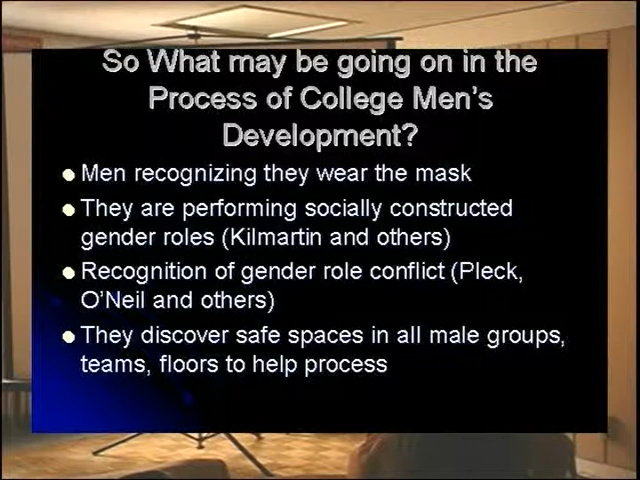 So What may be going on in the
Process of College Men's
Development?
Men recognizing they wear the mask
They are performing socially constructed
gender roles (Kilmartin and others)
Recognition of gender role conflict (Pleck,
O'Neil and others)
They discover safe spaces in all male groups,
teams, floors to help process